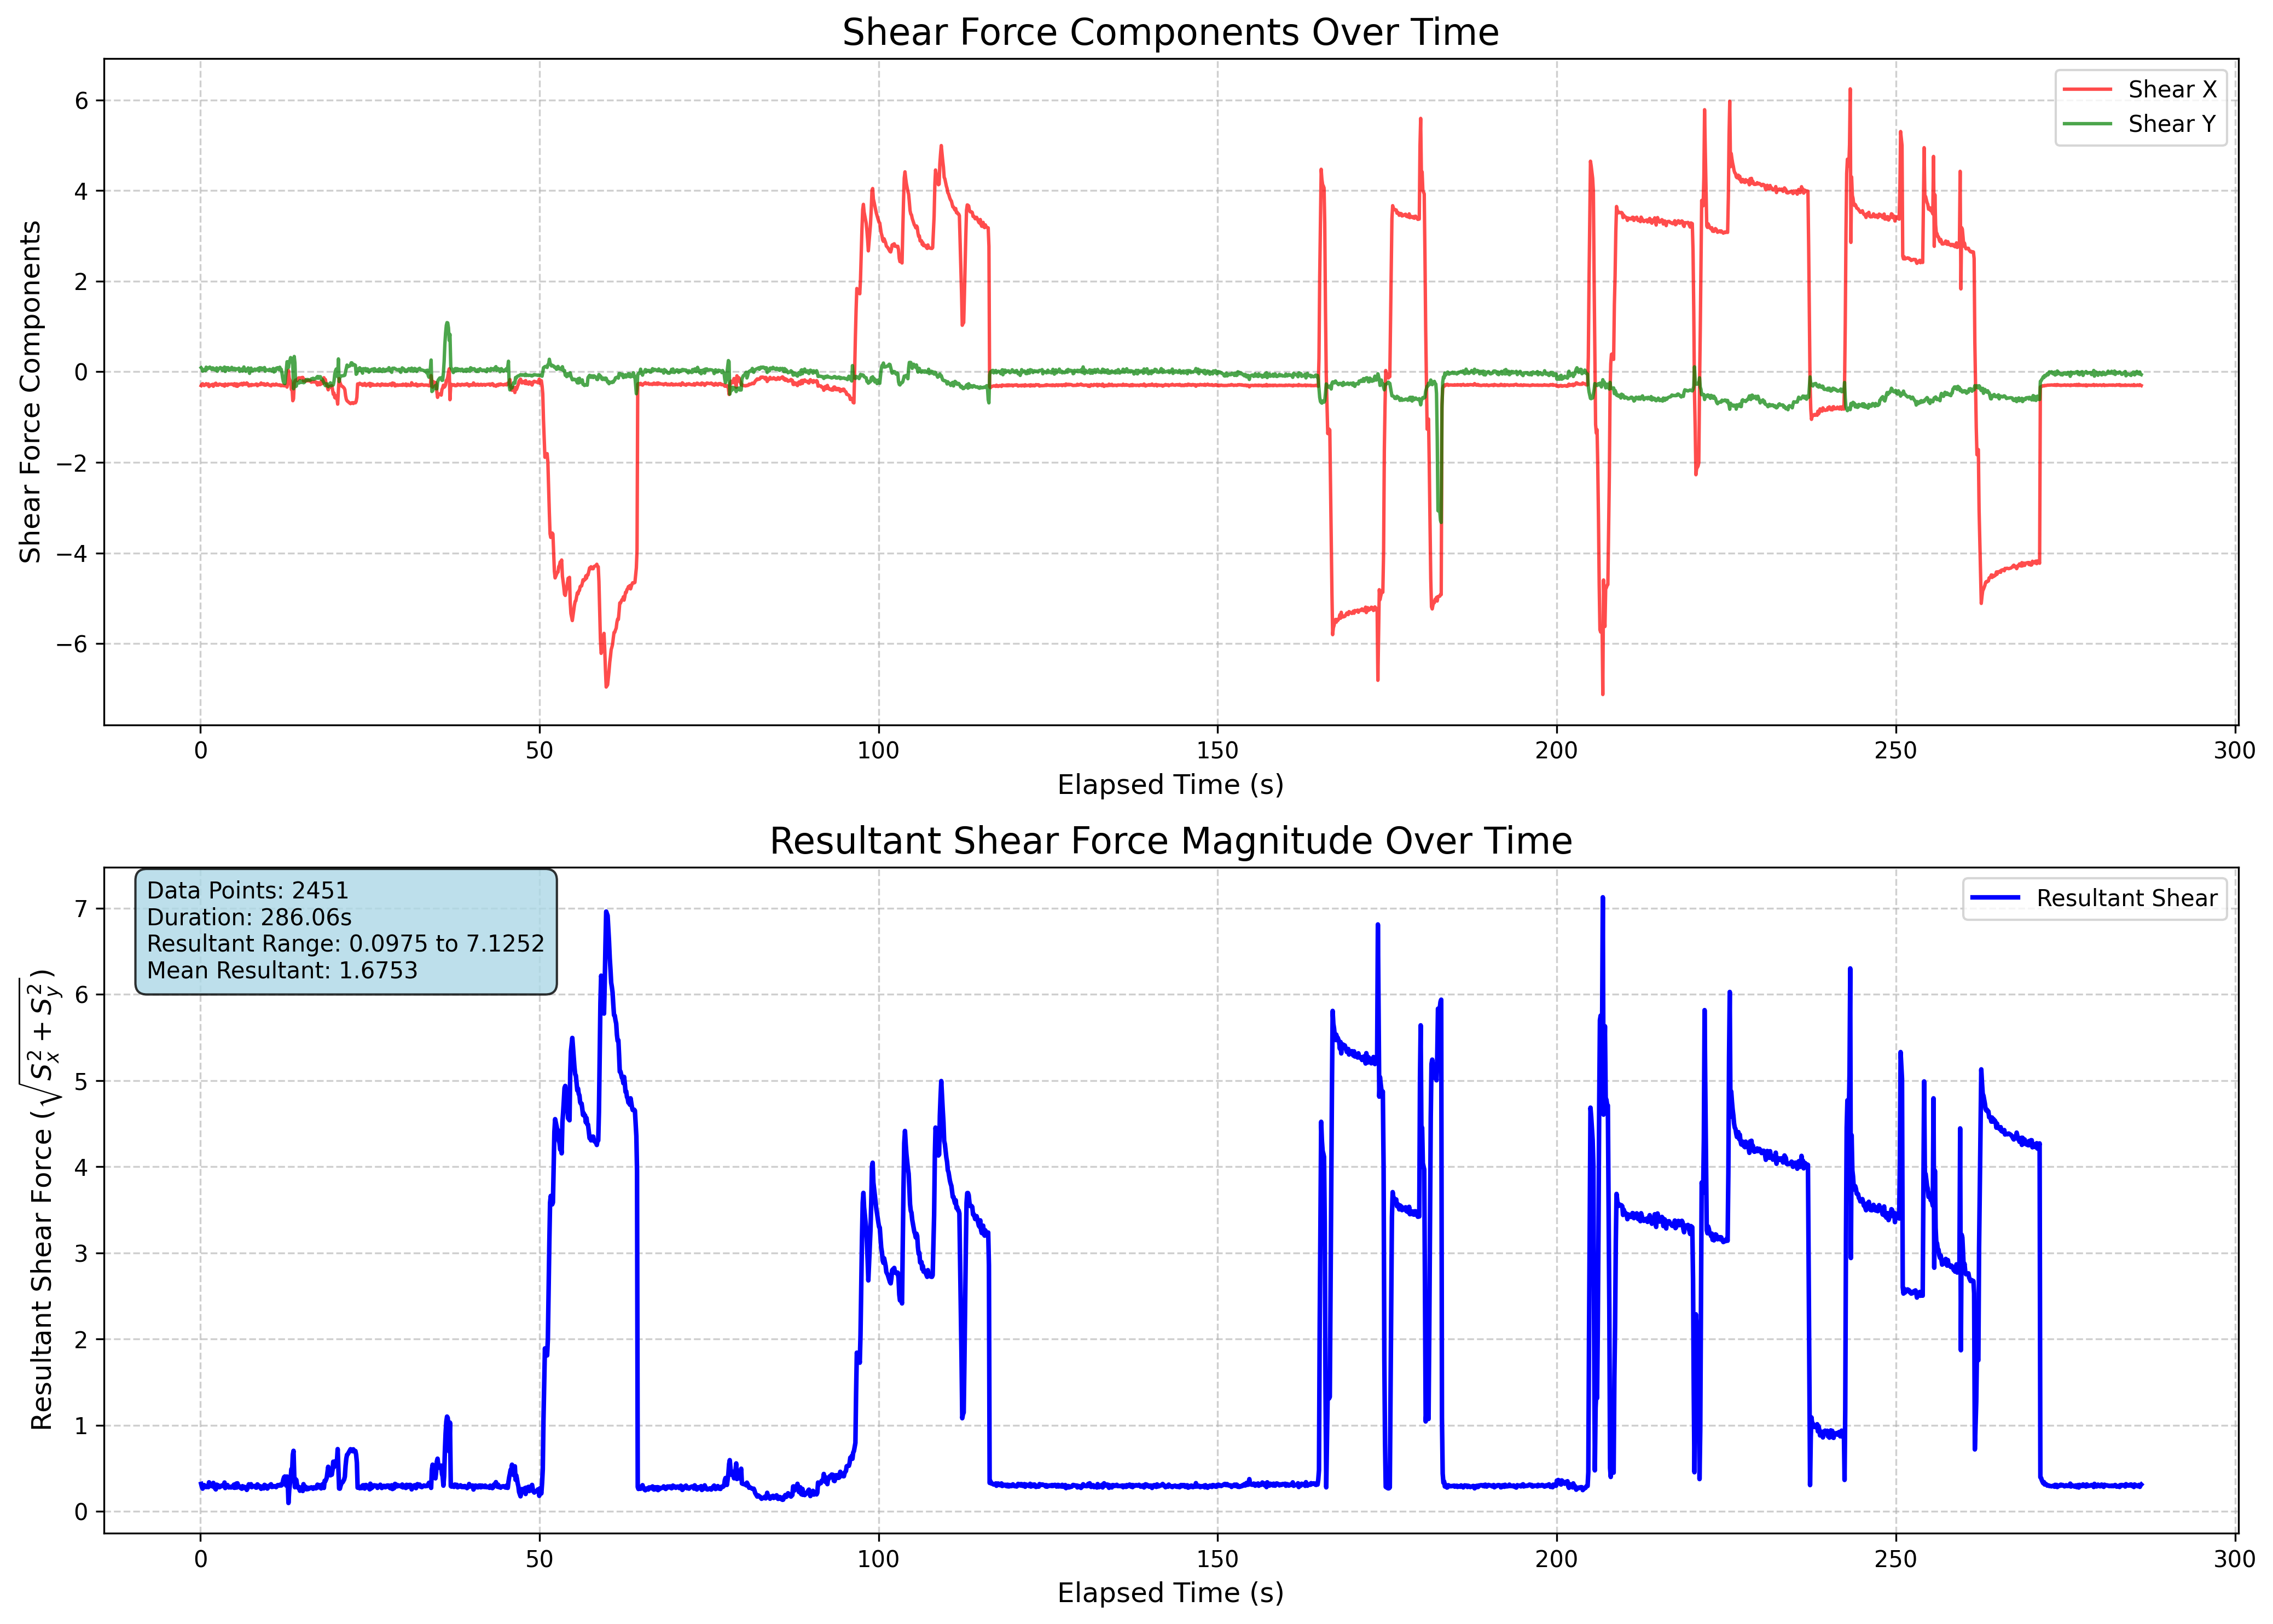 Shear Force Components Over Time
Shear Force Components
6
4
2
0
−2
−4
−6
Shear X
Shear Y
0 50 100 150 200 250 300
Elapsed Time (s)
Resultant Shear Force Magnitude Over Time
Resultant Shear Force (√S_x^2 + S_y^2)
7
6
5
4
3
2
1
0
Data Points: 2451
Duration: 286.06s
Resultant Range: 0.0975 to 7.1252
Mean Resultant: 1.6753
Resultant Shear
0 50 100 150 200 250 300
Elapsed Time (s)